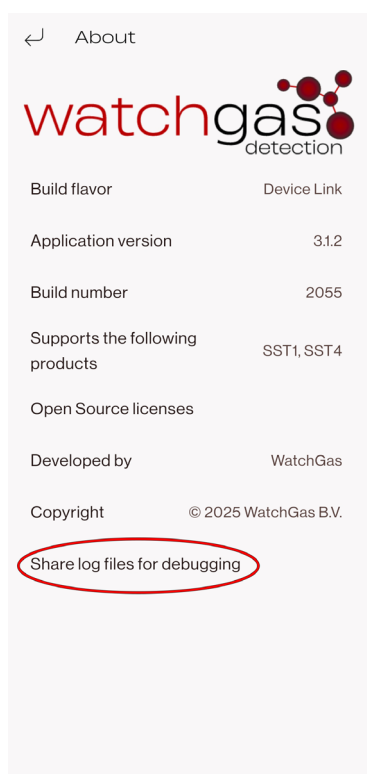 About
watchgas
detection
Build flavor Device Link
Application version 3.1.2
Build number 2055
Supports the following
products SST1, SST4
Open Source licenses
Developed by WatchGas
Copyright © 2025 WatchGas B.V.
Share log files for debugging